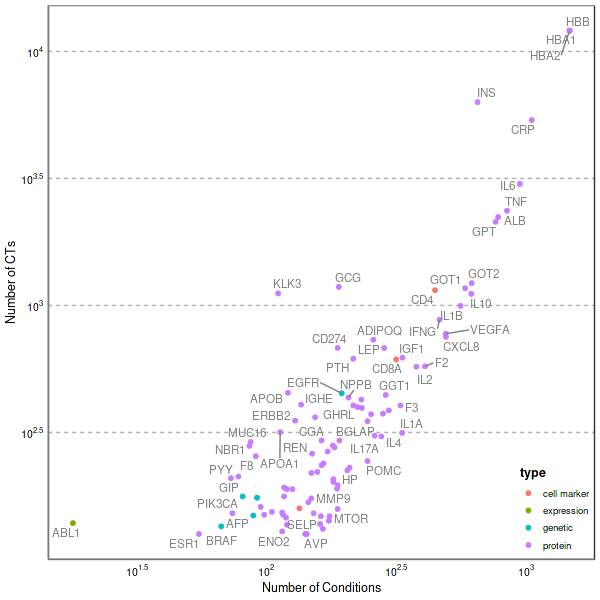 HBB
10^4
HBA1
HBA2
INS
CRP
10^3.5
IL6
TNF
ALB
GPT
GOT2
KLK3
GCG
GOT1
10^3
CD4
IL10
IL1B
IFNG
VEGFA
ADIPOQ
CD274
LEP
IGF1
CXCL8
PTH
CD8A
F2
EGFR
NPPB
IL2
GGT1
APOB
IGHE
ERBB2
GHRL
F3
10^2.5
MUC16
CGA
BGLAP
IL1A
NBR1
REN
IL17A
IL4
F8
APOA1
PYY
HP
POMC
GIP
MMP9
PIK3CA
AFP
SELP
MTOR
ABL1
ESR1
BRAF
ENO2
AVP
type
cell marker
expression
genetic
protein
10^1.5
10^2
10^2.5
10^3
Number of Conditions
Number of CTs